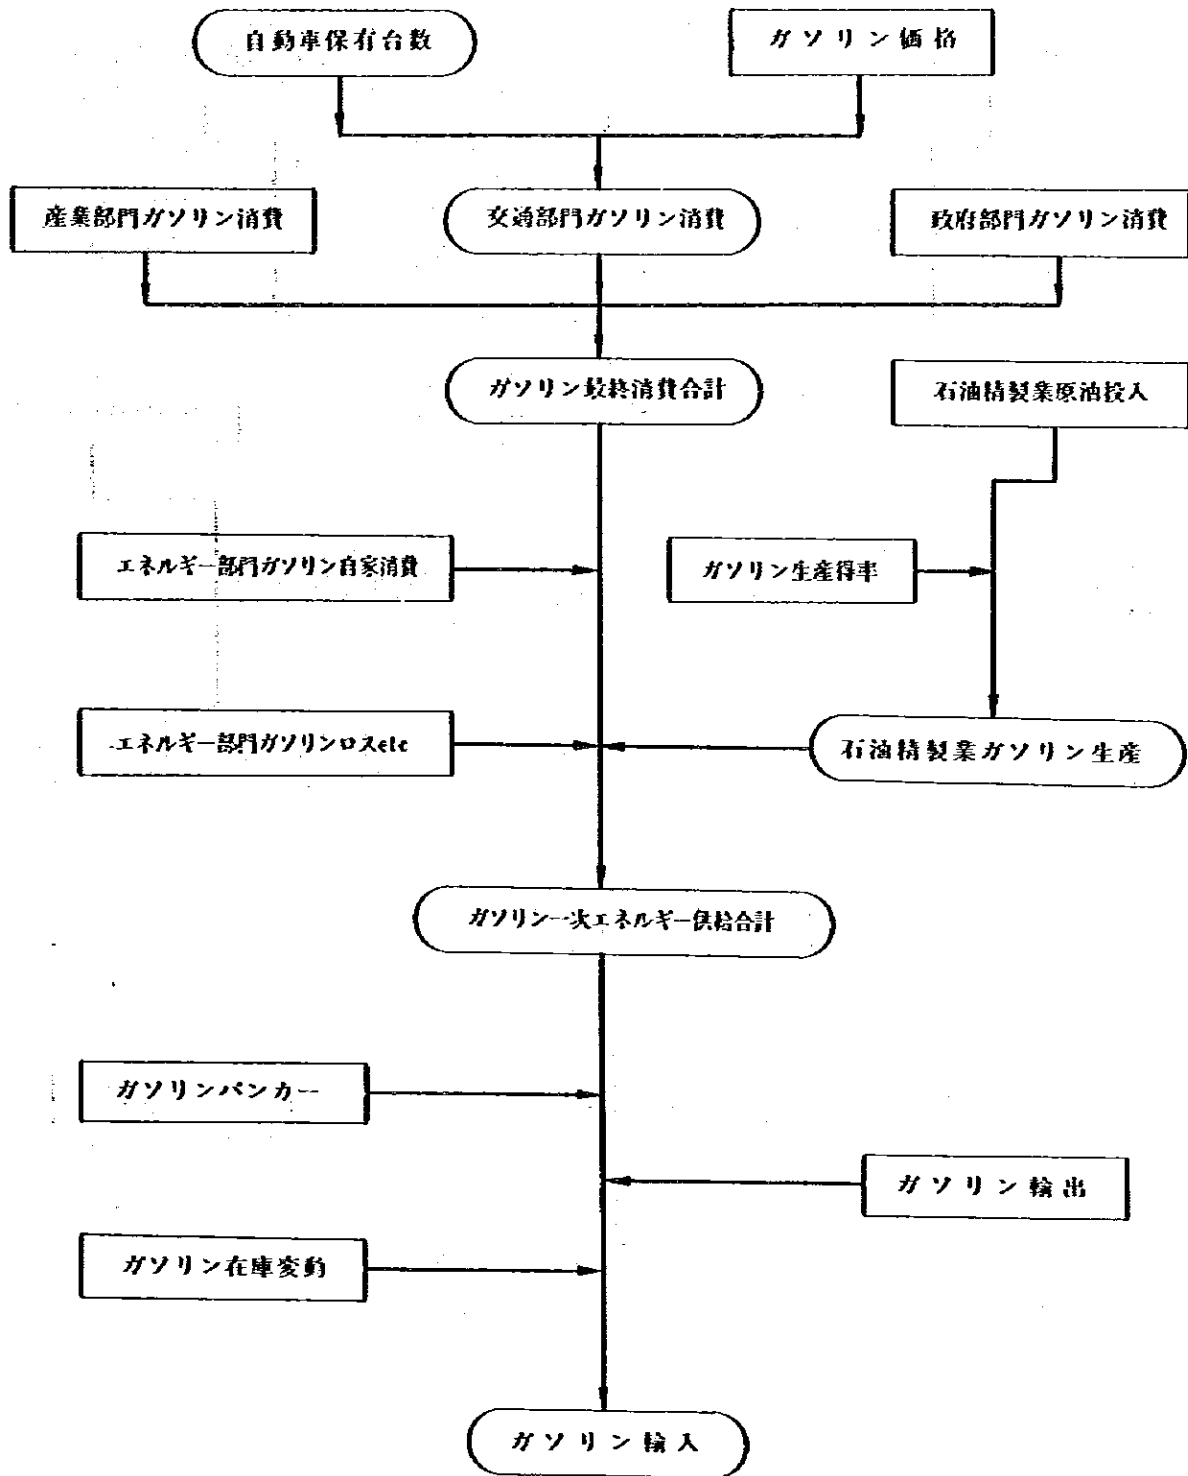 自動車保有台数
ガソリン価格
産業部門ガソリン消費
交通部門ガソリン消費
政府部門ガソリン消費
ガソリン最終消費合計
石油精製業原油投入
エネルギー部門ガソリン自家消費
ガソリン生産得率
エネルギー部門ガソリンロスetc
石油精製業ガソリン生産
ガソリン一次エネルギー供給合計
ガソリンバンカー
ガソリン輸出
ガソリン在庫変動
ガソリン輸入